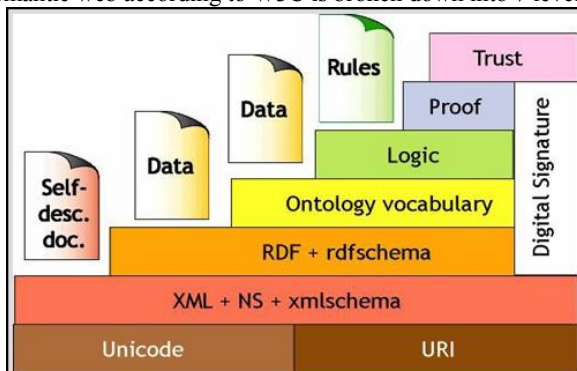 Trust
Rules
Proof
Data
Logic
Data
Self-
desc.
doc.
Ontology vocabulary
Digital Signature
RDF + rdfschema
XML + NS + xmlschema
Unicode
URI